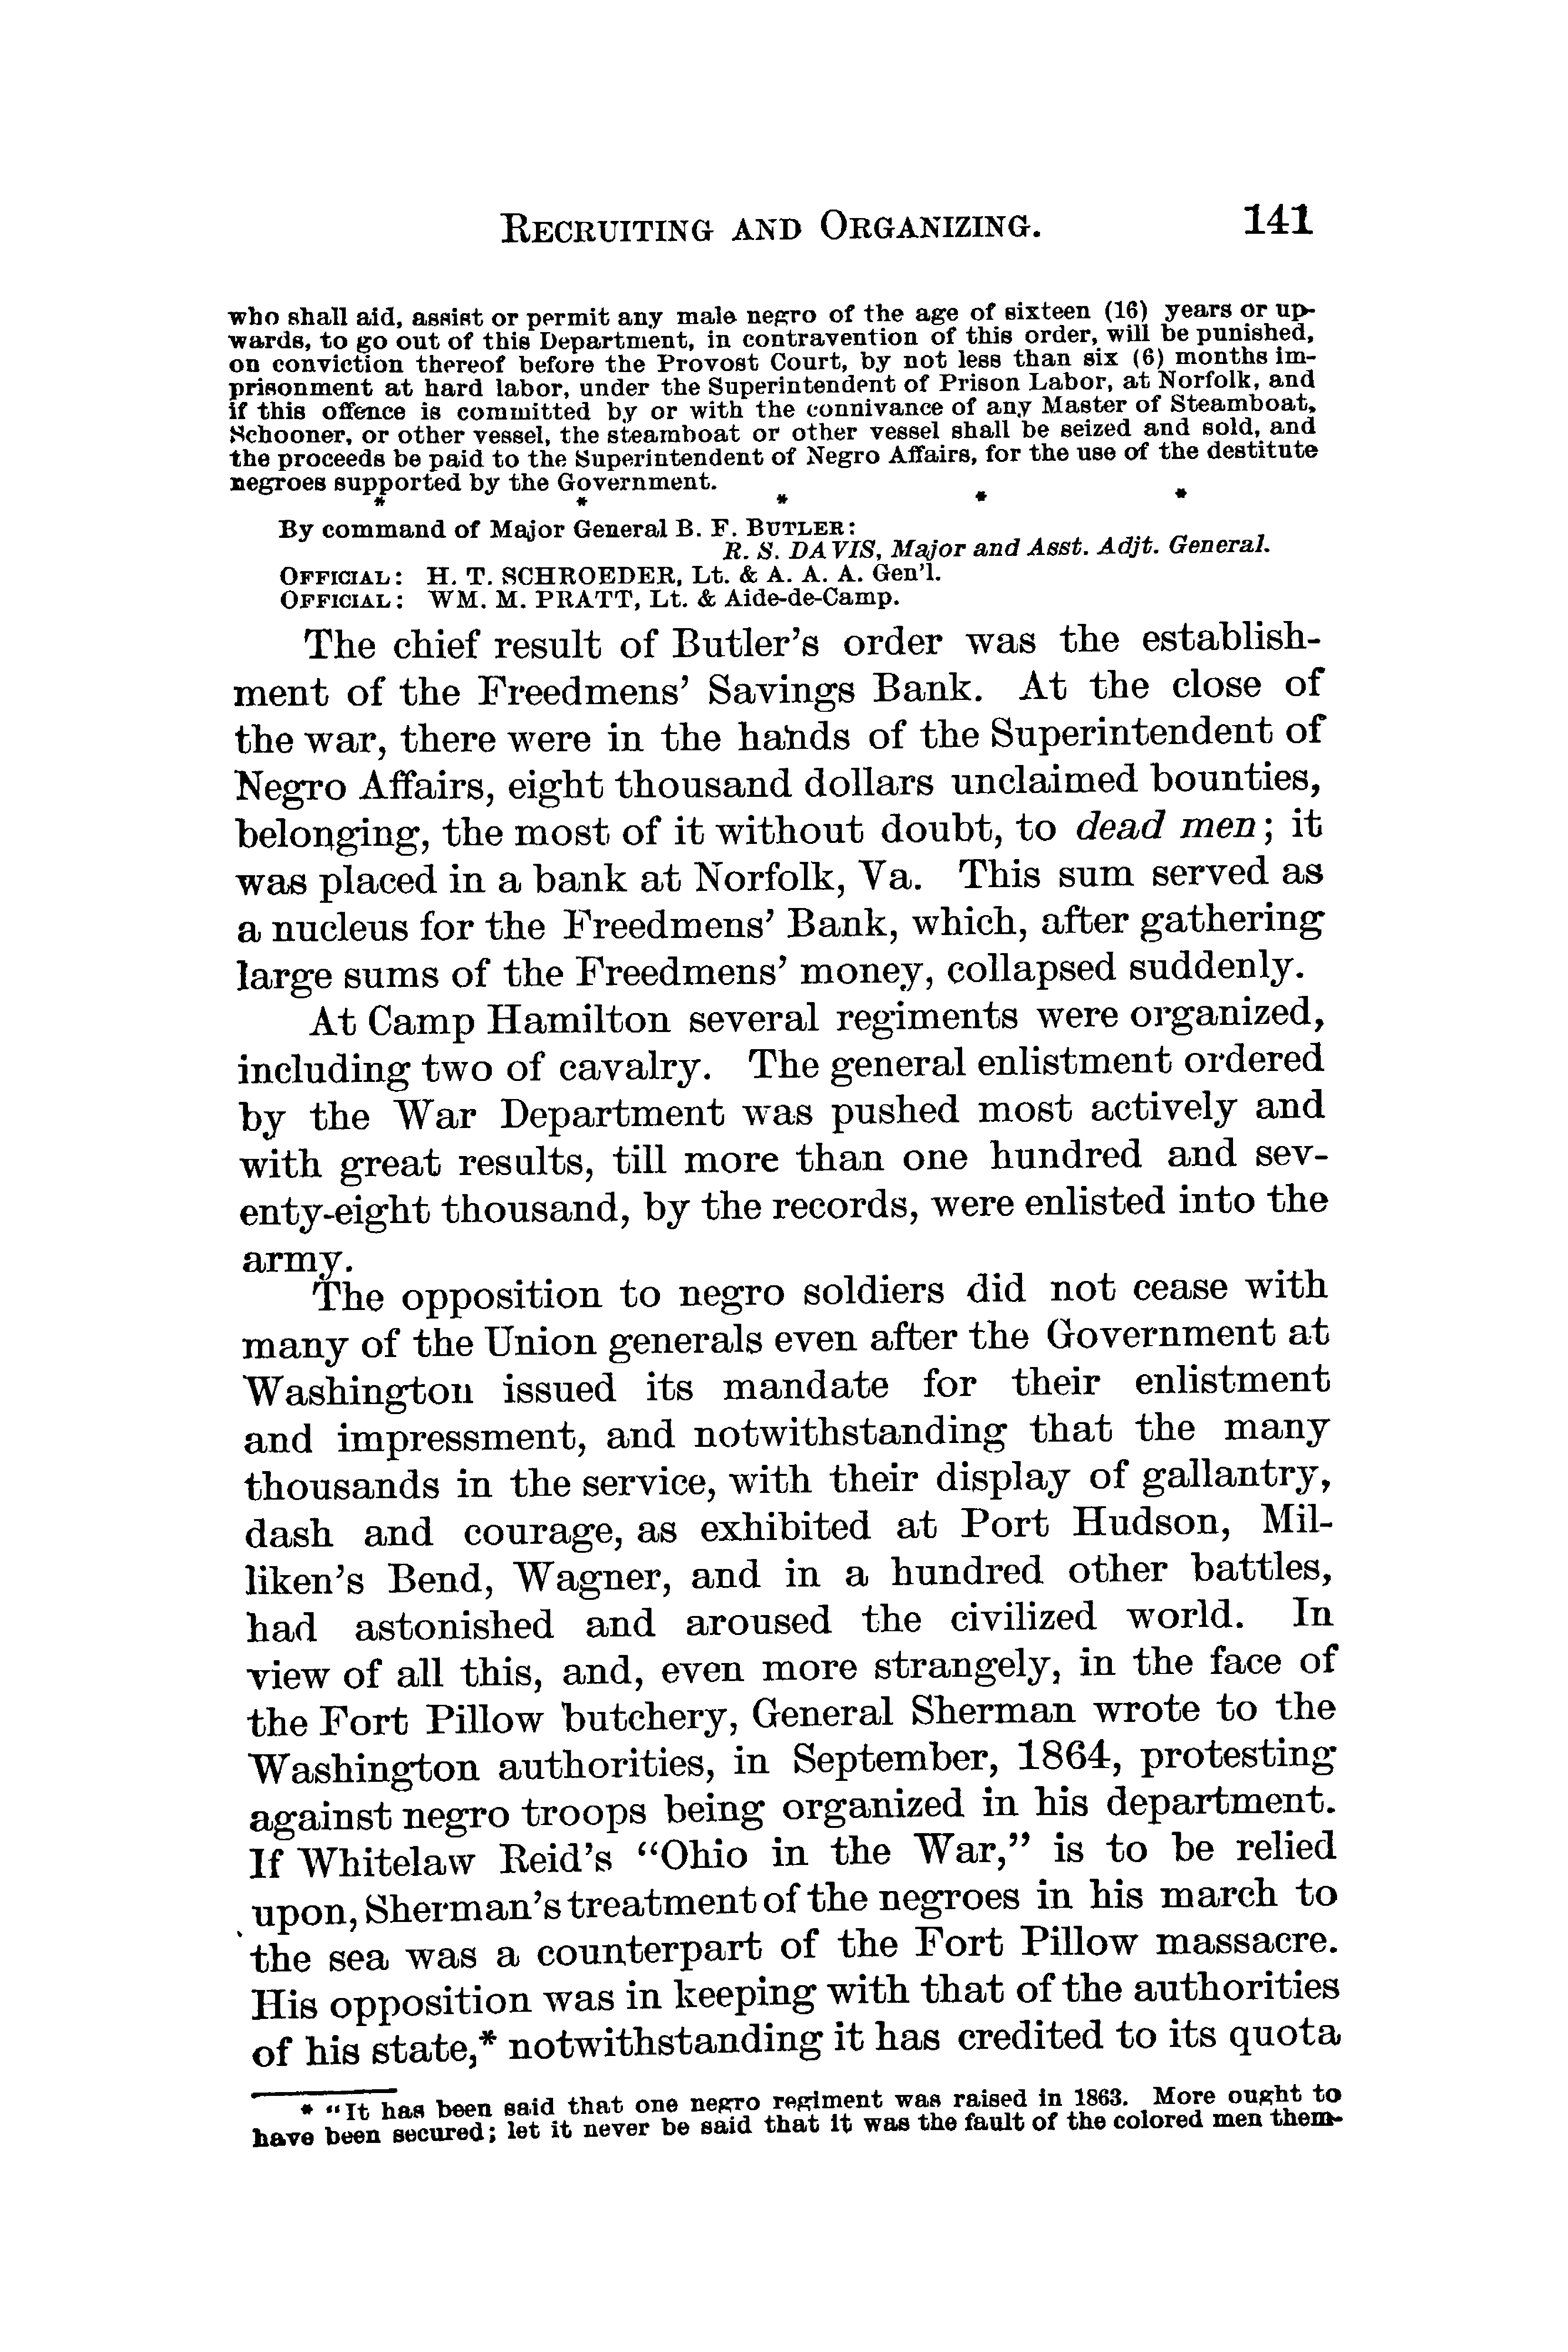 RECRUITING AND ORGANIZING. 141
who shall aid, assist or permit any male negro of the age of sixteen (16) years or up-
wards, to go out of this Department, in contravention of this order, will be punished,
on conviction thereof before the Provost Court, by not less than six (6) months im-
prisonment at hard labor, under the Superintendent of Prison Labor, at Norfolk, and
if this offence is committed by or with the connivance of any Master of Steamboat,
Schooner, or other vessel, the steamboat or other vessel shall be seized and sold, and
the proceeds be paid to the Superintendent of Negro Affairs, for the use of the destitute
negroes supported by the Government.
* * * * *
By command of Major General B. F. BUTLER:
R. S. DAVIS, Major and Asst. Adjt. General.
OFFICIAL: H. T. SCHROEDER, Lt. & A. A. A. Gen'l.
OFFICIAL: WM. M. PRATT, Lt. & Aide-de-Camp.
The chief result of Butler's order was the establish-
ment of the Freedmens' Savings Bank. At the close of
the war, there were in the hands of the Superintendent of
Negro Affairs, eight thousand dollars unclaimed bounties,
belonging, the most of it without doubt, to dead men; it
was placed in a bank at Norfolk, Va. This sum served as
a nucleus for the Freedmens' Bank, which, after gathering
large sums of the Freedmens' money, collapsed suddenly.
At Camp Hamilton several regiments were organized,
including two of cavalry. The general enlistment ordered
by the War Department was pushed most actively and
with great results, till more than one hundred and sev-
enty-eight thousand, by the records, were enlisted into the
army.
The opposition to negro soldiers did not cease with
many of the Union generals even after the Government at
Washington issued its mandate for their enlistment
and impressment, and notwithstanding that the many
thousands in the service, with their display of gallantry,
dash and courage, as exhibited at Port Hudson, Mil-
liken's Bend, Wagner, and in a hundred other battles,
had astonished and aroused the civilized world. In
view of all this, and, even more strangely, in the face of
the Fort Pillow butchery, General Sherman wrote to the
Washington authorities, in September, 1864, protesting
against negro troops being organized in his department.
If Whitelaw Reid's "Ohio in the War," is to be relied
upon, Sherman's treatment of the negroes in his march to
the sea was a counterpart of the Fort Pillow massacre.
His opposition was in keeping with that of the authorities
of his state,* notwithstanding it has credited to its quota
* "It has been said that one negro regiment was raised in 1863. More ought to
have been secured; let it never be said that it was the fault of the colored men them-